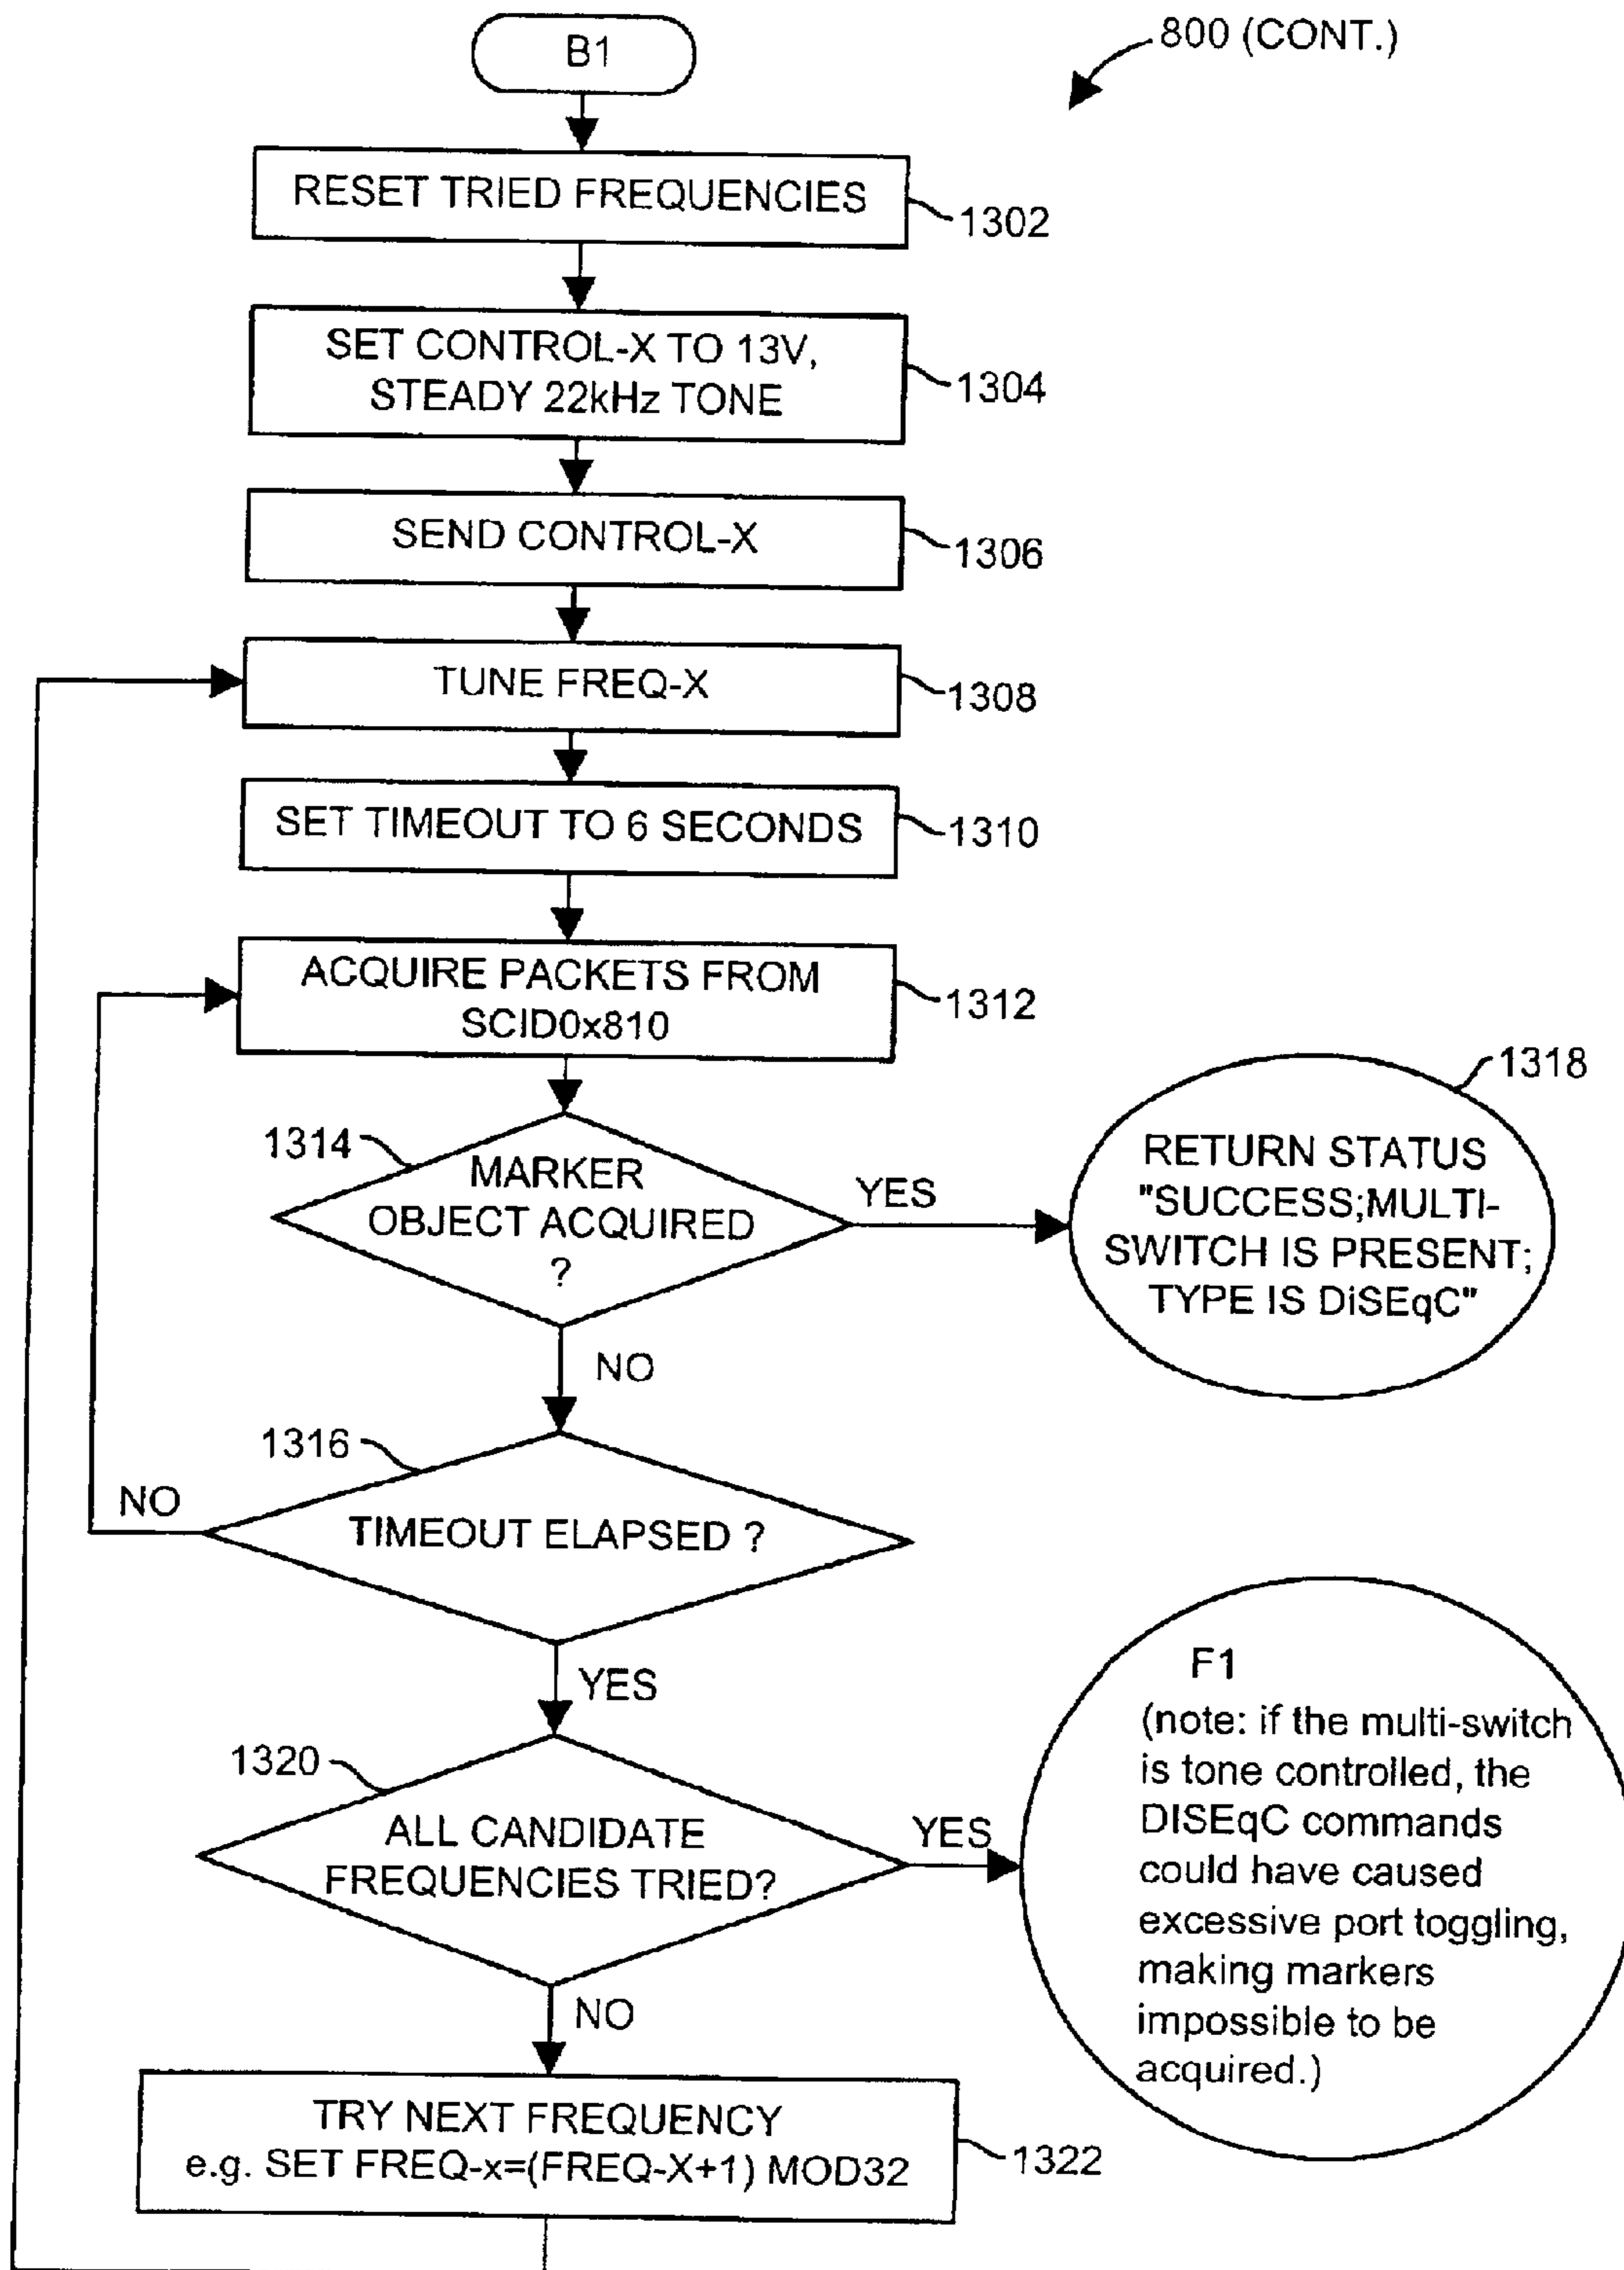 B1
800 (CONT.)
RESET TRIED FREQUENCIES
1302
SET CONTROL-X TO 13V,
STEADY 22kHz TONE
1304
SEND CONTROL-X
1306
TUNE FREQ-X
1308
SET TIMEOUT TO 6 SECONDS
1310
ACQUIRE PACKETS FROM
SCID0x810
1312
1314
MARKER
OBJECT ACQUIRED
?
YES
NO
1318
RETURN STATUS
"SUCCESS;MULTI-
SWITCH IS PRESENT;
TYPE IS DiSEqC"
1316
TIMEOUT ELAPSED ?
NO
YES
1320
ALL CANDIDATE
FREQUENCIES TRIED?
YES
NO
F1
(note: if the multi-switch
is tone controlled, the
DISEqC commands
could have caused
excessive port toggling,
making markers
impossible to be
acquired.)
TRY NEXT FREQUENCY
e.g. SET FREQ-x=(FREQ-X+1) MOD32
1322